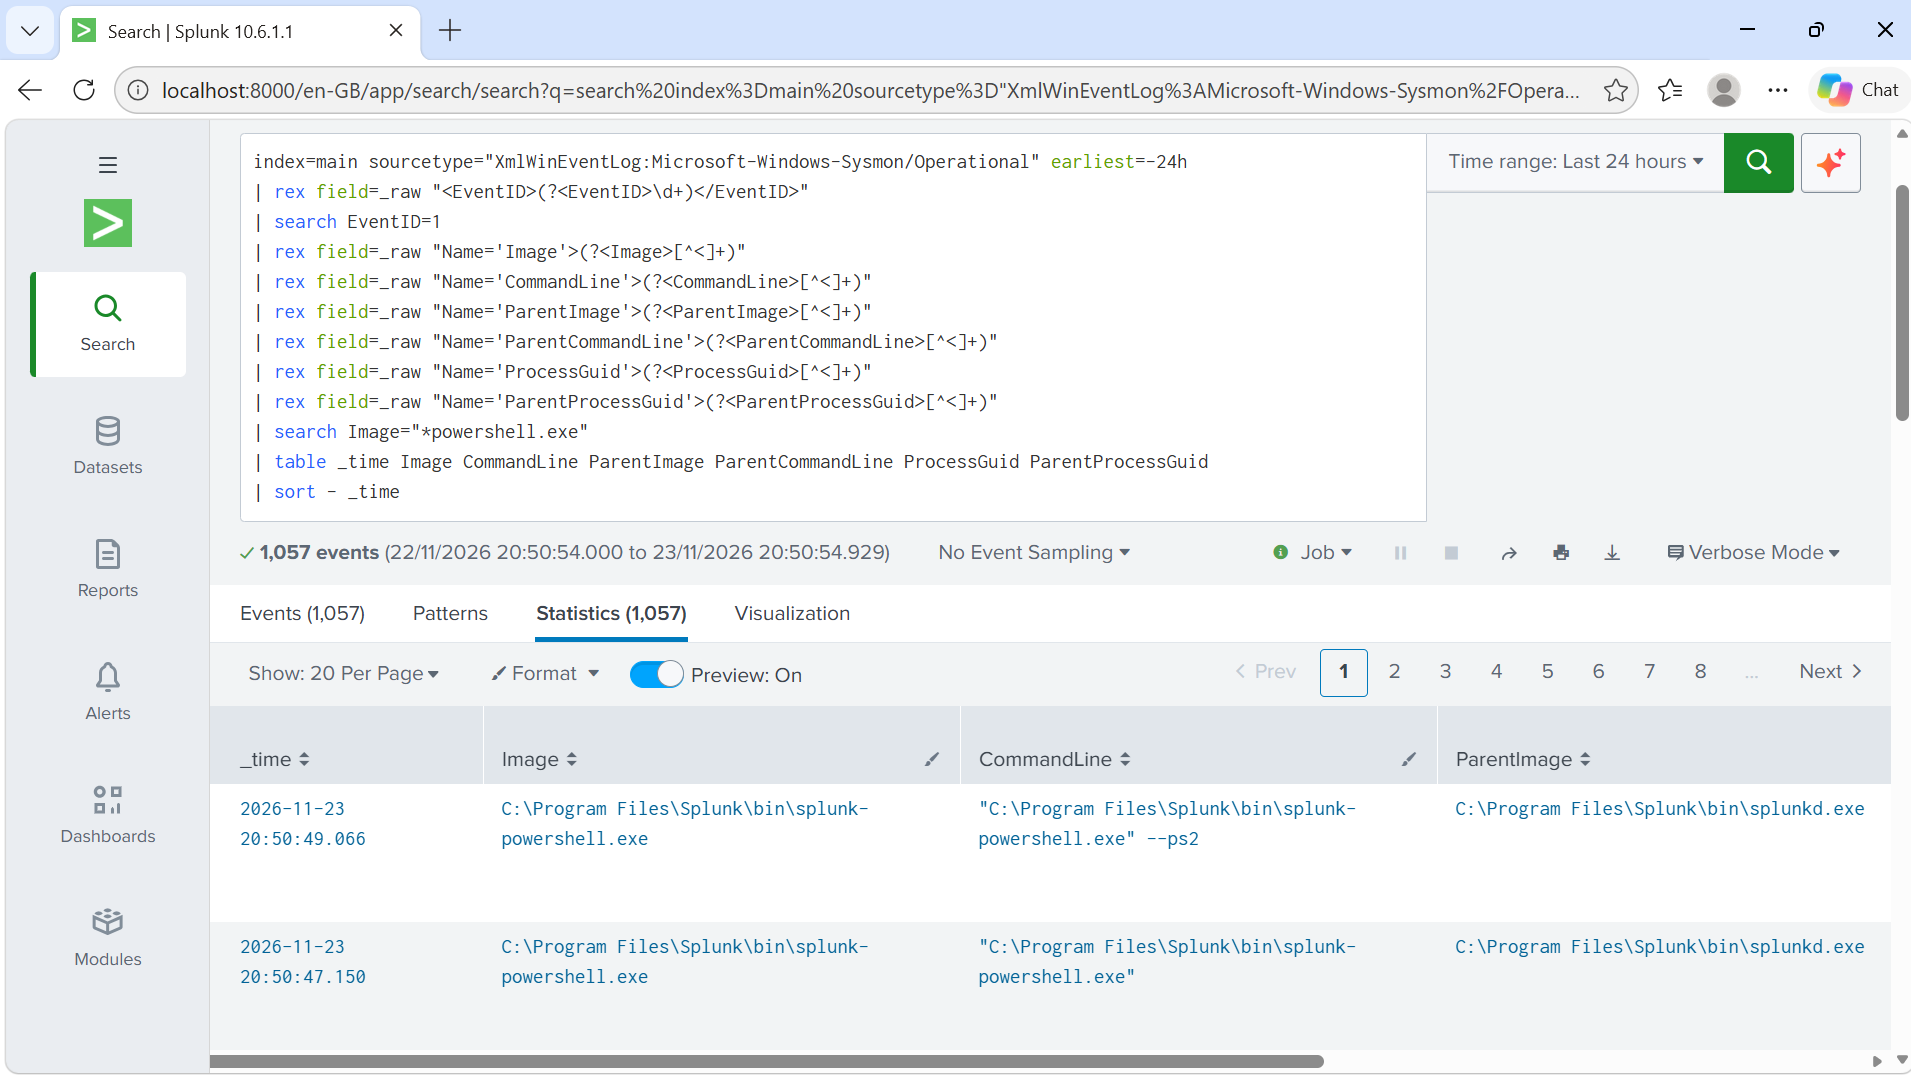 Search | Splunk 10.6.1.1
localhost:8000/en-GB/app/search/search?q=search%20index%3Dmain%20sourcetype%3D"XmlWinEventLog%3AMicrosoft-Windows-Sysmon%2FOpera...
Chat
index=main sourcetype="XmlWinEventLog:Microsoft-Windows-Sysmon/Operational" earliest=-24h
| rex field=_raw "<EventID>(?<EventID>\d+)</EventID>"
| search EventID=1
| rex field=_raw "Name='Image'>(?<Image>[^<]+)"
| rex field=_raw "Name='CommandLine'>(?<CommandLine>[^<]+)"
| rex field=_raw "Name='ParentImage'>(?<ParentImage>[^<]+)"
| rex field=_raw "Name='ParentCommandLine'>(?<ParentCommandLine>[^<]+)"
| rex field=_raw "Name='ProcessGuid'>(?<ProcessGuid>[^<]+)"
| rex field=_raw "Name='ParentProcessGuid'>(?<ParentProcessGuid>[^<]+)"
| search Image="*powershell.exe"
| table _time Image CommandLine ParentImage ParentCommandLine ProcessGuid ParentProcessGuid
| sort - _time
Time range: Last 24 hours
Search
Datasets
Reports
Alerts
Dashboards
Modules
1,057 events (22/11/2026 20:50:54.000 to 23/11/2026 20:50:54.929)
No Event Sampling
Job
Verbose Mode
Events (1,057)
Patterns
Statistics (1,057)
Visualization
Show: 20 Per Page
Format
Preview: On
Prev 1 2 3 4 5 6 7 8 ... Next
_time Image CommandLine ParentImage
2026-11-23
20:50:49.066
C:\Program Files\Splunk\bin\splunk-
powershell.exe
"C:\Program Files\Splunk\bin\splunk-
powershell.exe" --ps2
C:\Program Files\Splunk\bin\splunkd.exe
2026-11-23
20:50:47.150
C:\Program Files\Splunk\bin\splunk-
powershell.exe
"C:\Program Files\Splunk\bin\splunk-
powershell.exe"
C:\Program Files\Splunk\bin\splunkd.exe